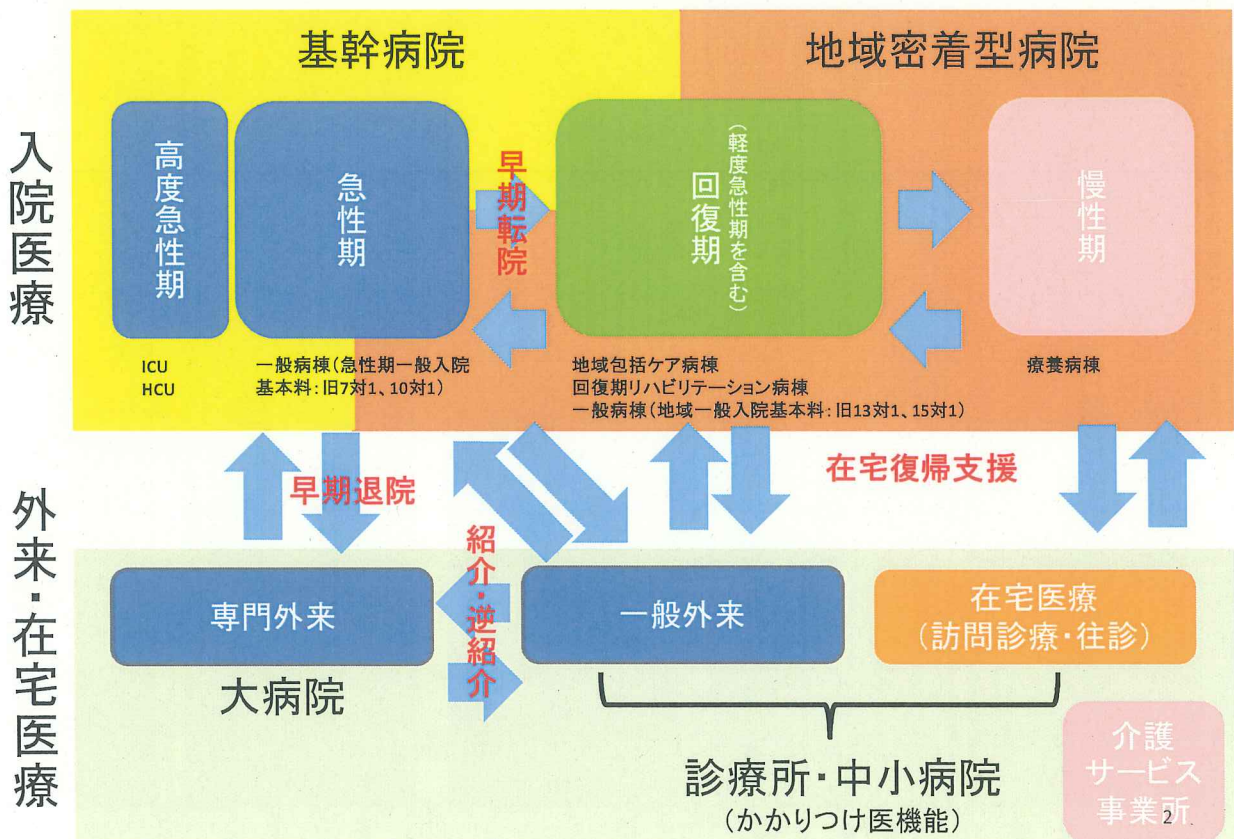 基幹病院
地域密着型病院
入院医療
高度急性期
急性期
早期転院
回復期
(軽度急性期を含む)
慢性期
ICU
HCU
一般病棟(急性期一般入院
基本料:旧7対1、10対1)
地域包括ケア病棟
回復期リハビリテーション病棟
一般病棟(地域一般入院基本料:旧13対1、15対1)
療養病棟
早期退院
在宅復帰支援
外来・在宅医療
専門外来
紹介・逆紹介
一般外来
在宅医療
(訪問診療・往診)
大病院
診療所・中小病院
(かかりつけ医機能)
介護
サービス
事業所
2